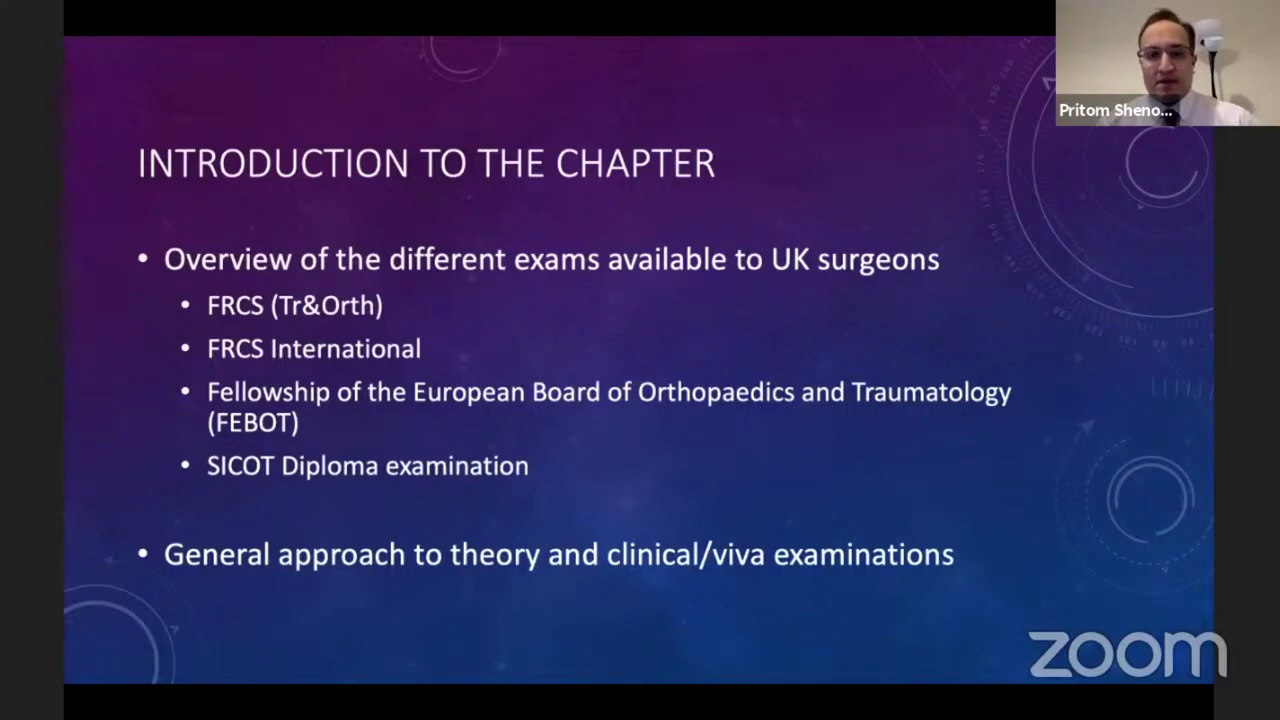 Pritom Sheno...
INTRODUCTION TO THE CHAPTER
• Overview of the different exams available to UK surgeons
• FRCS (Tr&Orth)
• FRCS International
• Fellowship of the European Board of Orthopaedics and Traumatology
(FEBOT)
• SICOT Diploma examination
• General approach to theory and clinical/viva examinations
zoom